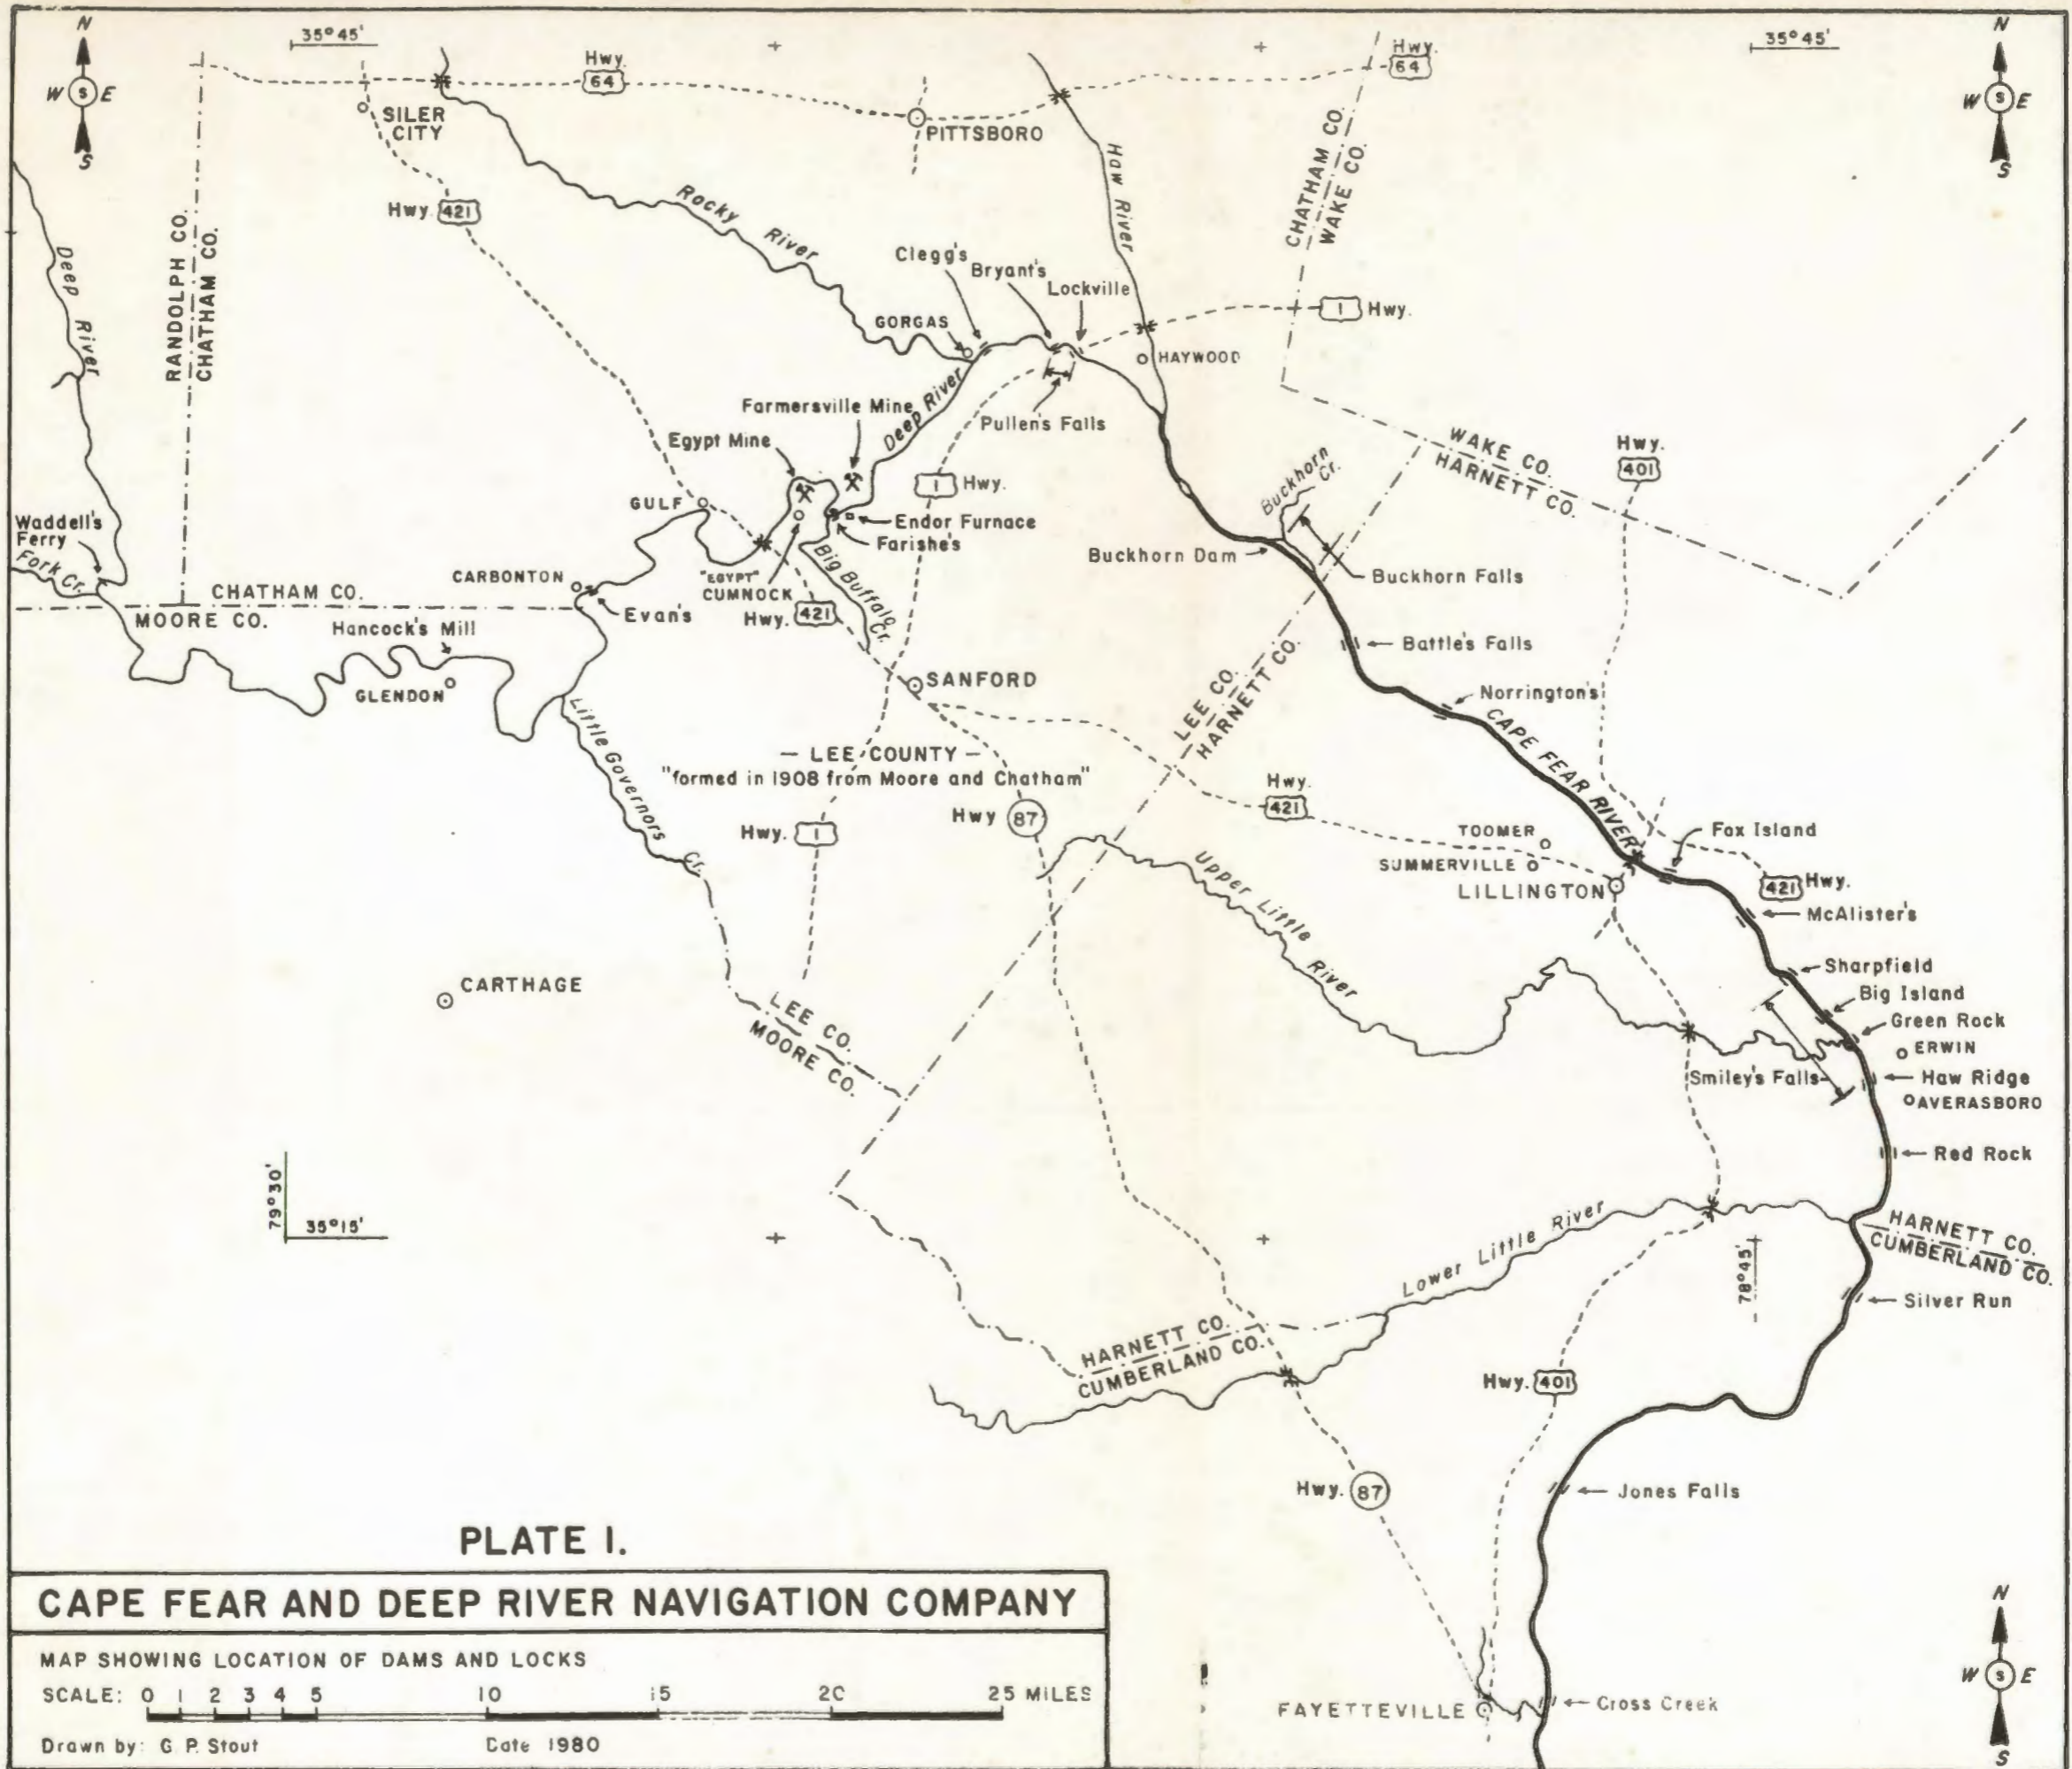 N
W S E
S
35°45'
Hwy.
64
Hwy.
64
35°45'
N
W S E
S
SILER
CITY
PITTSBORO
Haw River
CHATHAM CO.
WAKE CO.
Hwy. 421
Rocky River
Deep River
RANDOLPH CO.
CHATHAM CO.
Clegg's
Bryant's
Lockville
GORGAS
1 Hwy.
HAYWOOD
Farmersville Mine
Deep River
Pullen's Falls
Egypt Mine
WAKE CO.
HARNETT CO.
Hwy.
401
Buckhorn
Cr.
1 Hwy.
GULF
Waddell's
Ferry
Fork Cr.
Endor Furnace
Farishe's
Buckhorn Dam
Buckhorn Falls
CARBONTON
"EGYPT"
CUMNOCK
Big Buffalo
Cr.
CHATHAM CO.
MOORE CO.
Evan's
Hwy. 421
Hancock's Mill
Battle's Falls
GLENDON
SANFORD
LEE CO.
HARNETT CO.
Norrington's
CAPE FEAR RIVER
Little Governors Cr.
— LEE COUNTY —
"formed in 1908 from Moore and Chatham"
Hwy. 1
Hwy 87
Hwy.
421
TOOMER
SUMMERVILLE
LILLINGTON
Fox Island
421 Hwy.
McAlister's
Upper Little River
Sharpfield
Big Island
Green Rock
ERWIN
Smiley's Falls
Haw Ridge
AVERASBORO
CARTHAGE
LEE CO.
MOORE CO.
Red Rock
79°30'
35°15'
Lower Little River
HARNETT CO.
CUMBERLAND CO.
78°45'
Silver Run
HARNETT CO.
CUMBERLAND CO.
Hwy. 401
Hwy. 87
Jones Falls
PLATE I.
CAPE FEAR AND DEEP RIVER NAVIGATION COMPANY
MAP SHOWING LOCATION OF DAMS AND LOCKS
SCALE: 0 1 2 3 4 5 10 15 20 25 MILES
Drawn by: G. P. Stout Date 1980
FAYETTEVILLE
Cross Creek
N
W S E
S